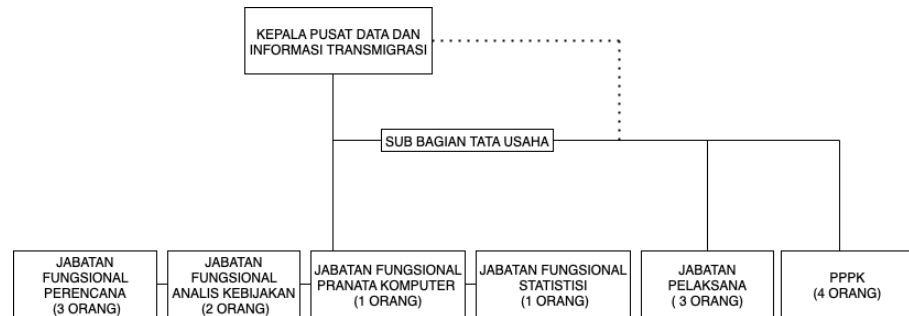 KEPALA PUSAT DATA DAN
INFORMASI TRANSMIGRASI
SUB BAGIAN TATA USAHA
JABATAN
FUNGSIONAL
PERENCANA
(3 ORANG)
JABATAN
FUNGSIONAL
ANALIS KEBIJAKAN
(2 ORANG)
JABATAN FUNGSIONAL
PRANATA KOMPUTER
(1 ORANG)
JABATAN FUNGSIONAL
STATISTISI
(1 ORANG)
JABATAN
PELAKSANA
( 3 ORANG)
PPPK
(4 ORANG)